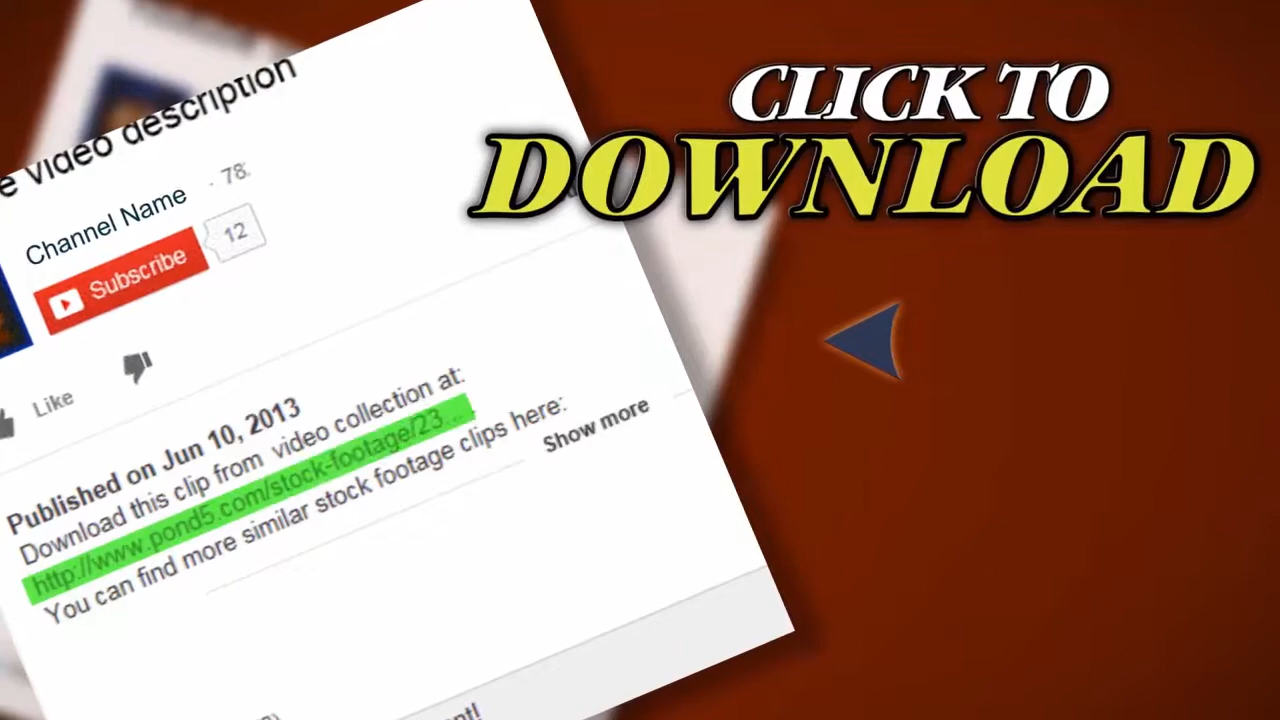 CLICK TO
DOWNLOAD
e video description
Channel Name
Subscribe
12
Like
Published on Jun 10, 2013
Download this clip from video collection at:
http://www.pond5.com/stock-footage/23...
You can find more similar stock footage clips here:
Show more